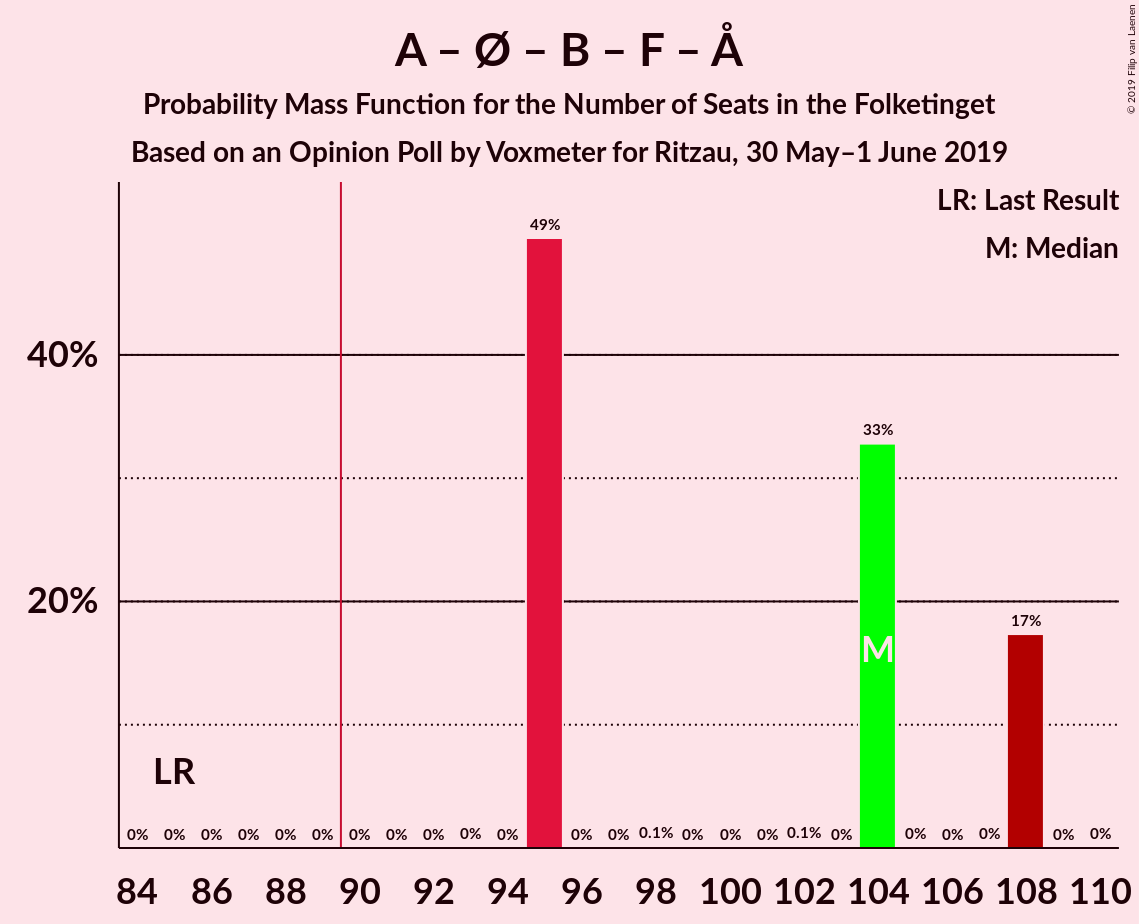 A – Ø – B – F – Å
Probability Mass Function for the Number of Seats in the Folketinget
Based on an Opinion Poll by Voxmeter for Ritzau, 30 May–1 June 2019
© 2019 Filip van Laenen
LR: Last Result
M: Median
49%
40%
33%
20%
17%
M
LR
0% 0% 0% 0% 0% 0% 0% 0% 0% 0% 0% 0% 0% 0.1% 0% 0% 0% 0.1% 0% 0% 0% 0% 0% 0%
84 86 88 90 92 94 96 98 100 102 104 106 108 110